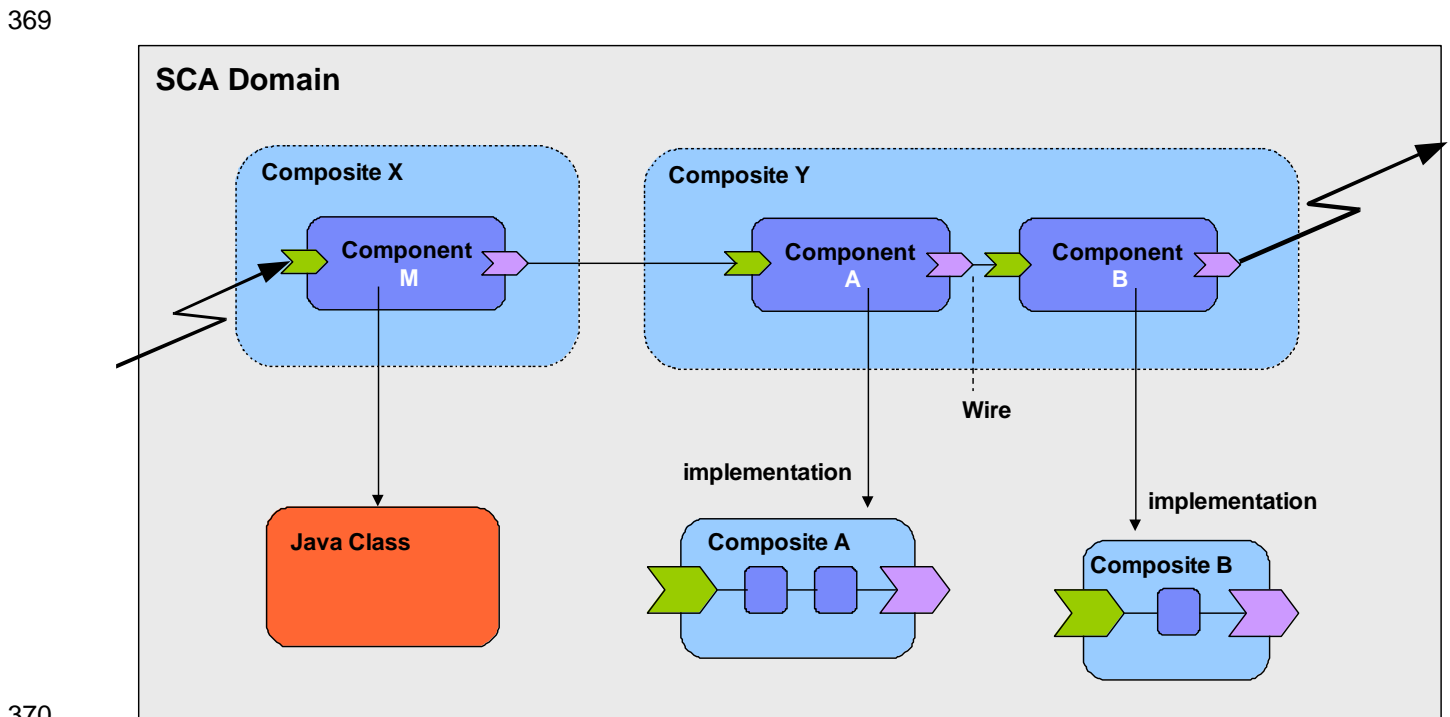 369
SCA Domain
Composite X
Composite Y
Component
M
Component
A
Component
B
Wire
implementation
implementation
Java Class
Composite A
Composite B
370